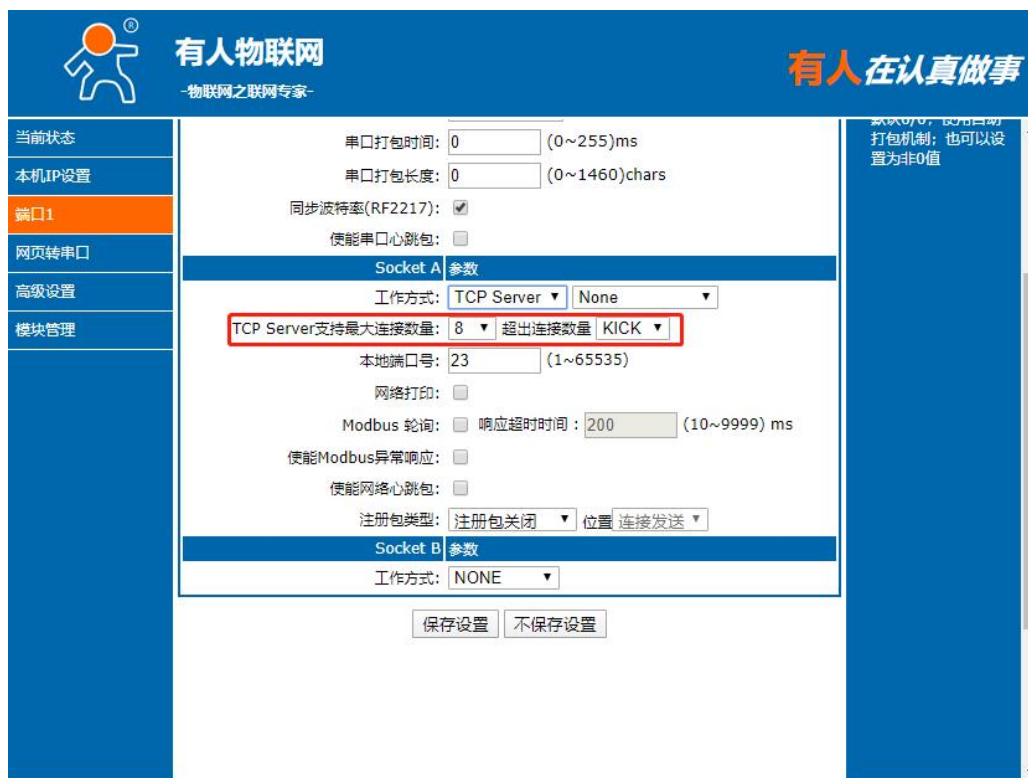 ®
有人物联网
-物联网之联网专家-
有人在认真做事
当前状态
本机IP设置
端口1
网页转串口
高级设置
模块管理
串口打包时间: 0 (0~255)ms
串口打包长度: 0 (0~1460)chars
同步波特率(RF2217):
使能串口心跳包:
Socket A 参数
工作方式: TCP Server ▼ None ▼
TCP Server支持最大连接数量: 8 ▼ 超出连接数量 KICK ▼
本地端口号: 23 (1~65535)
网络打印:
Modbus 轮询: 响应超时时间：200 (10~9999) ms
使能Modbus异常响应:
使能网络心跳包:
注册包类型: 注册包关闭 ▼ 位置 连接发送 ▼
Socket B 参数
工作方式: NONE ▼
保存设置 不保存设置
默认0/0，使用自动
打包机制；也可以设
置为非0值